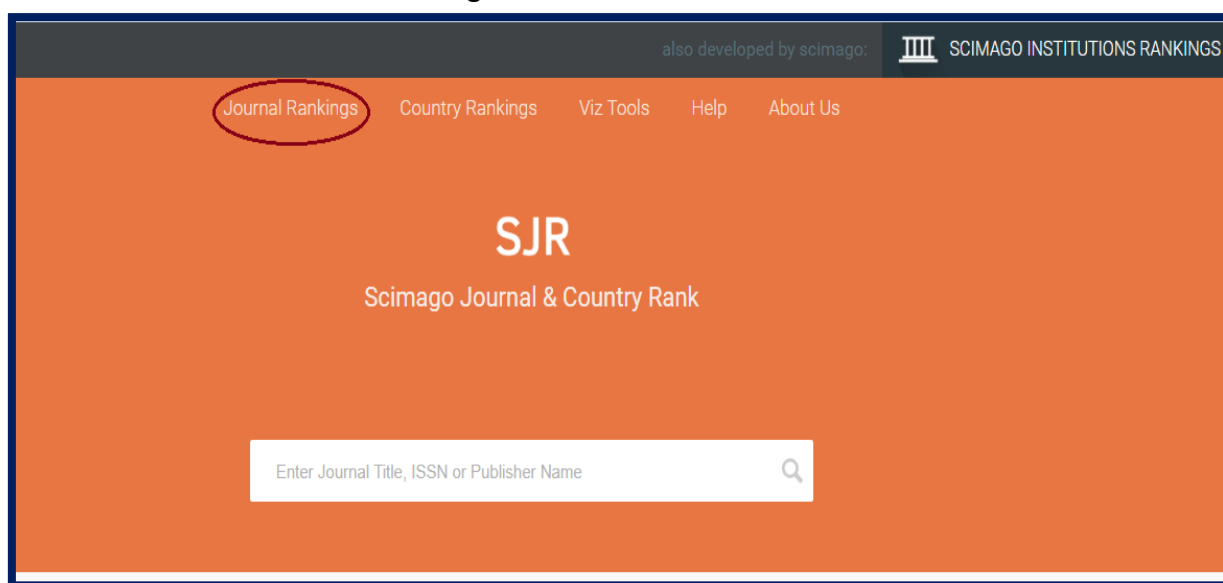 also developed by scimago: SCIMAGO INSTITUTIONS RANKINGS
Journal Rankings Country Rankings Viz Tools Help About Us
SJR
Scimago Journal & Country Rank
Enter Journal Title, ISSN or Publisher Name